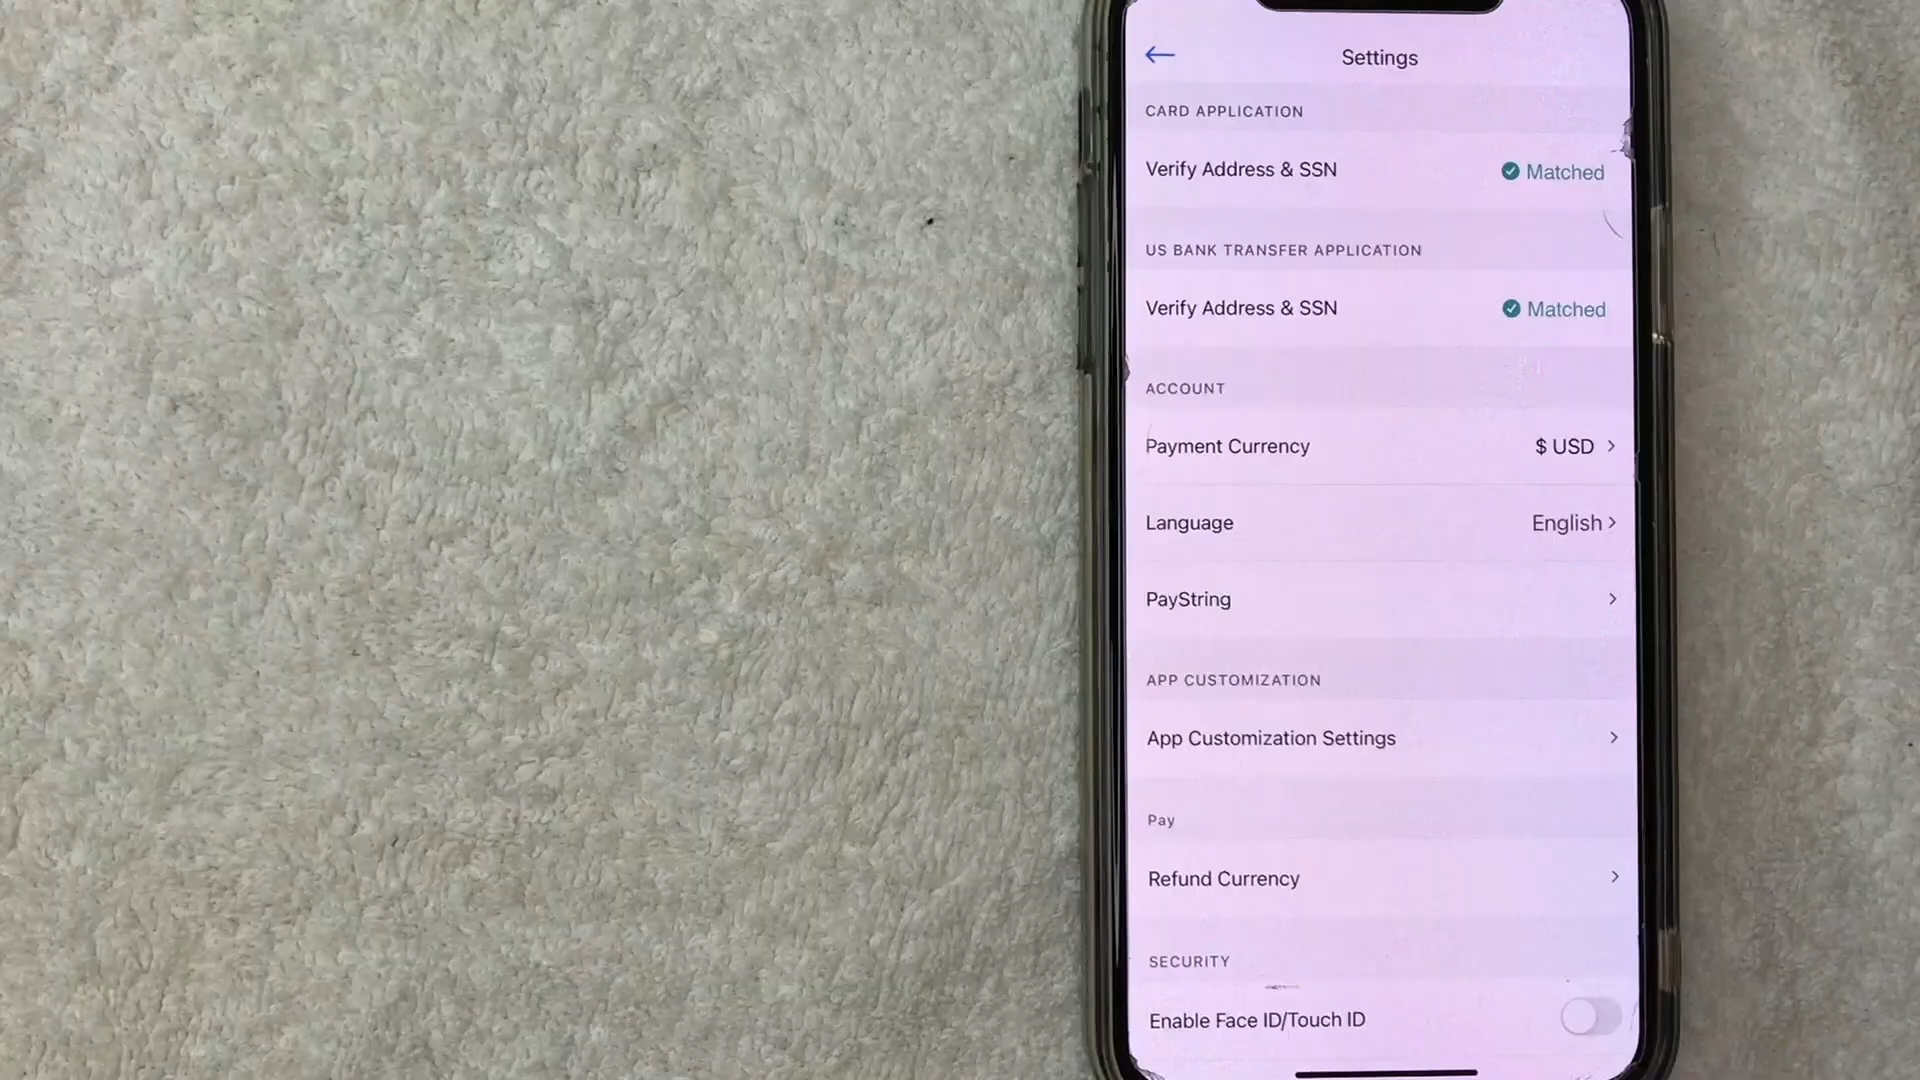 Settings
CARD APPLICATION
Verify Address & SSN Matched
US BANK TRANSFER APPLICATION
Verify Address & SSN Matched
ACCOUNT
Payment Currency $ USD
Language English
PayString
APP CUSTOMIZATION
App Customization Settings
Pay
Refund Currency
SECURITY
Enable Face ID/Touch ID